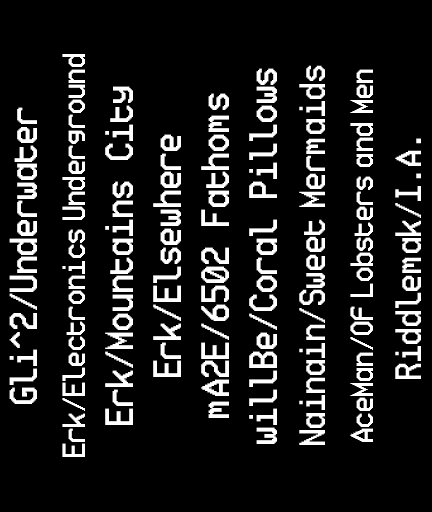 Gli^2/Underwater
Erk/Electronics Underground
Erk/Mountains City
Erk/Elsewhere
mA2E/6502 Fathoms
willBe/Coral Pillows
Nainain/Sweet Mermaids
AceMan/Of Lobsters and Men
Riddlemak/I.A.